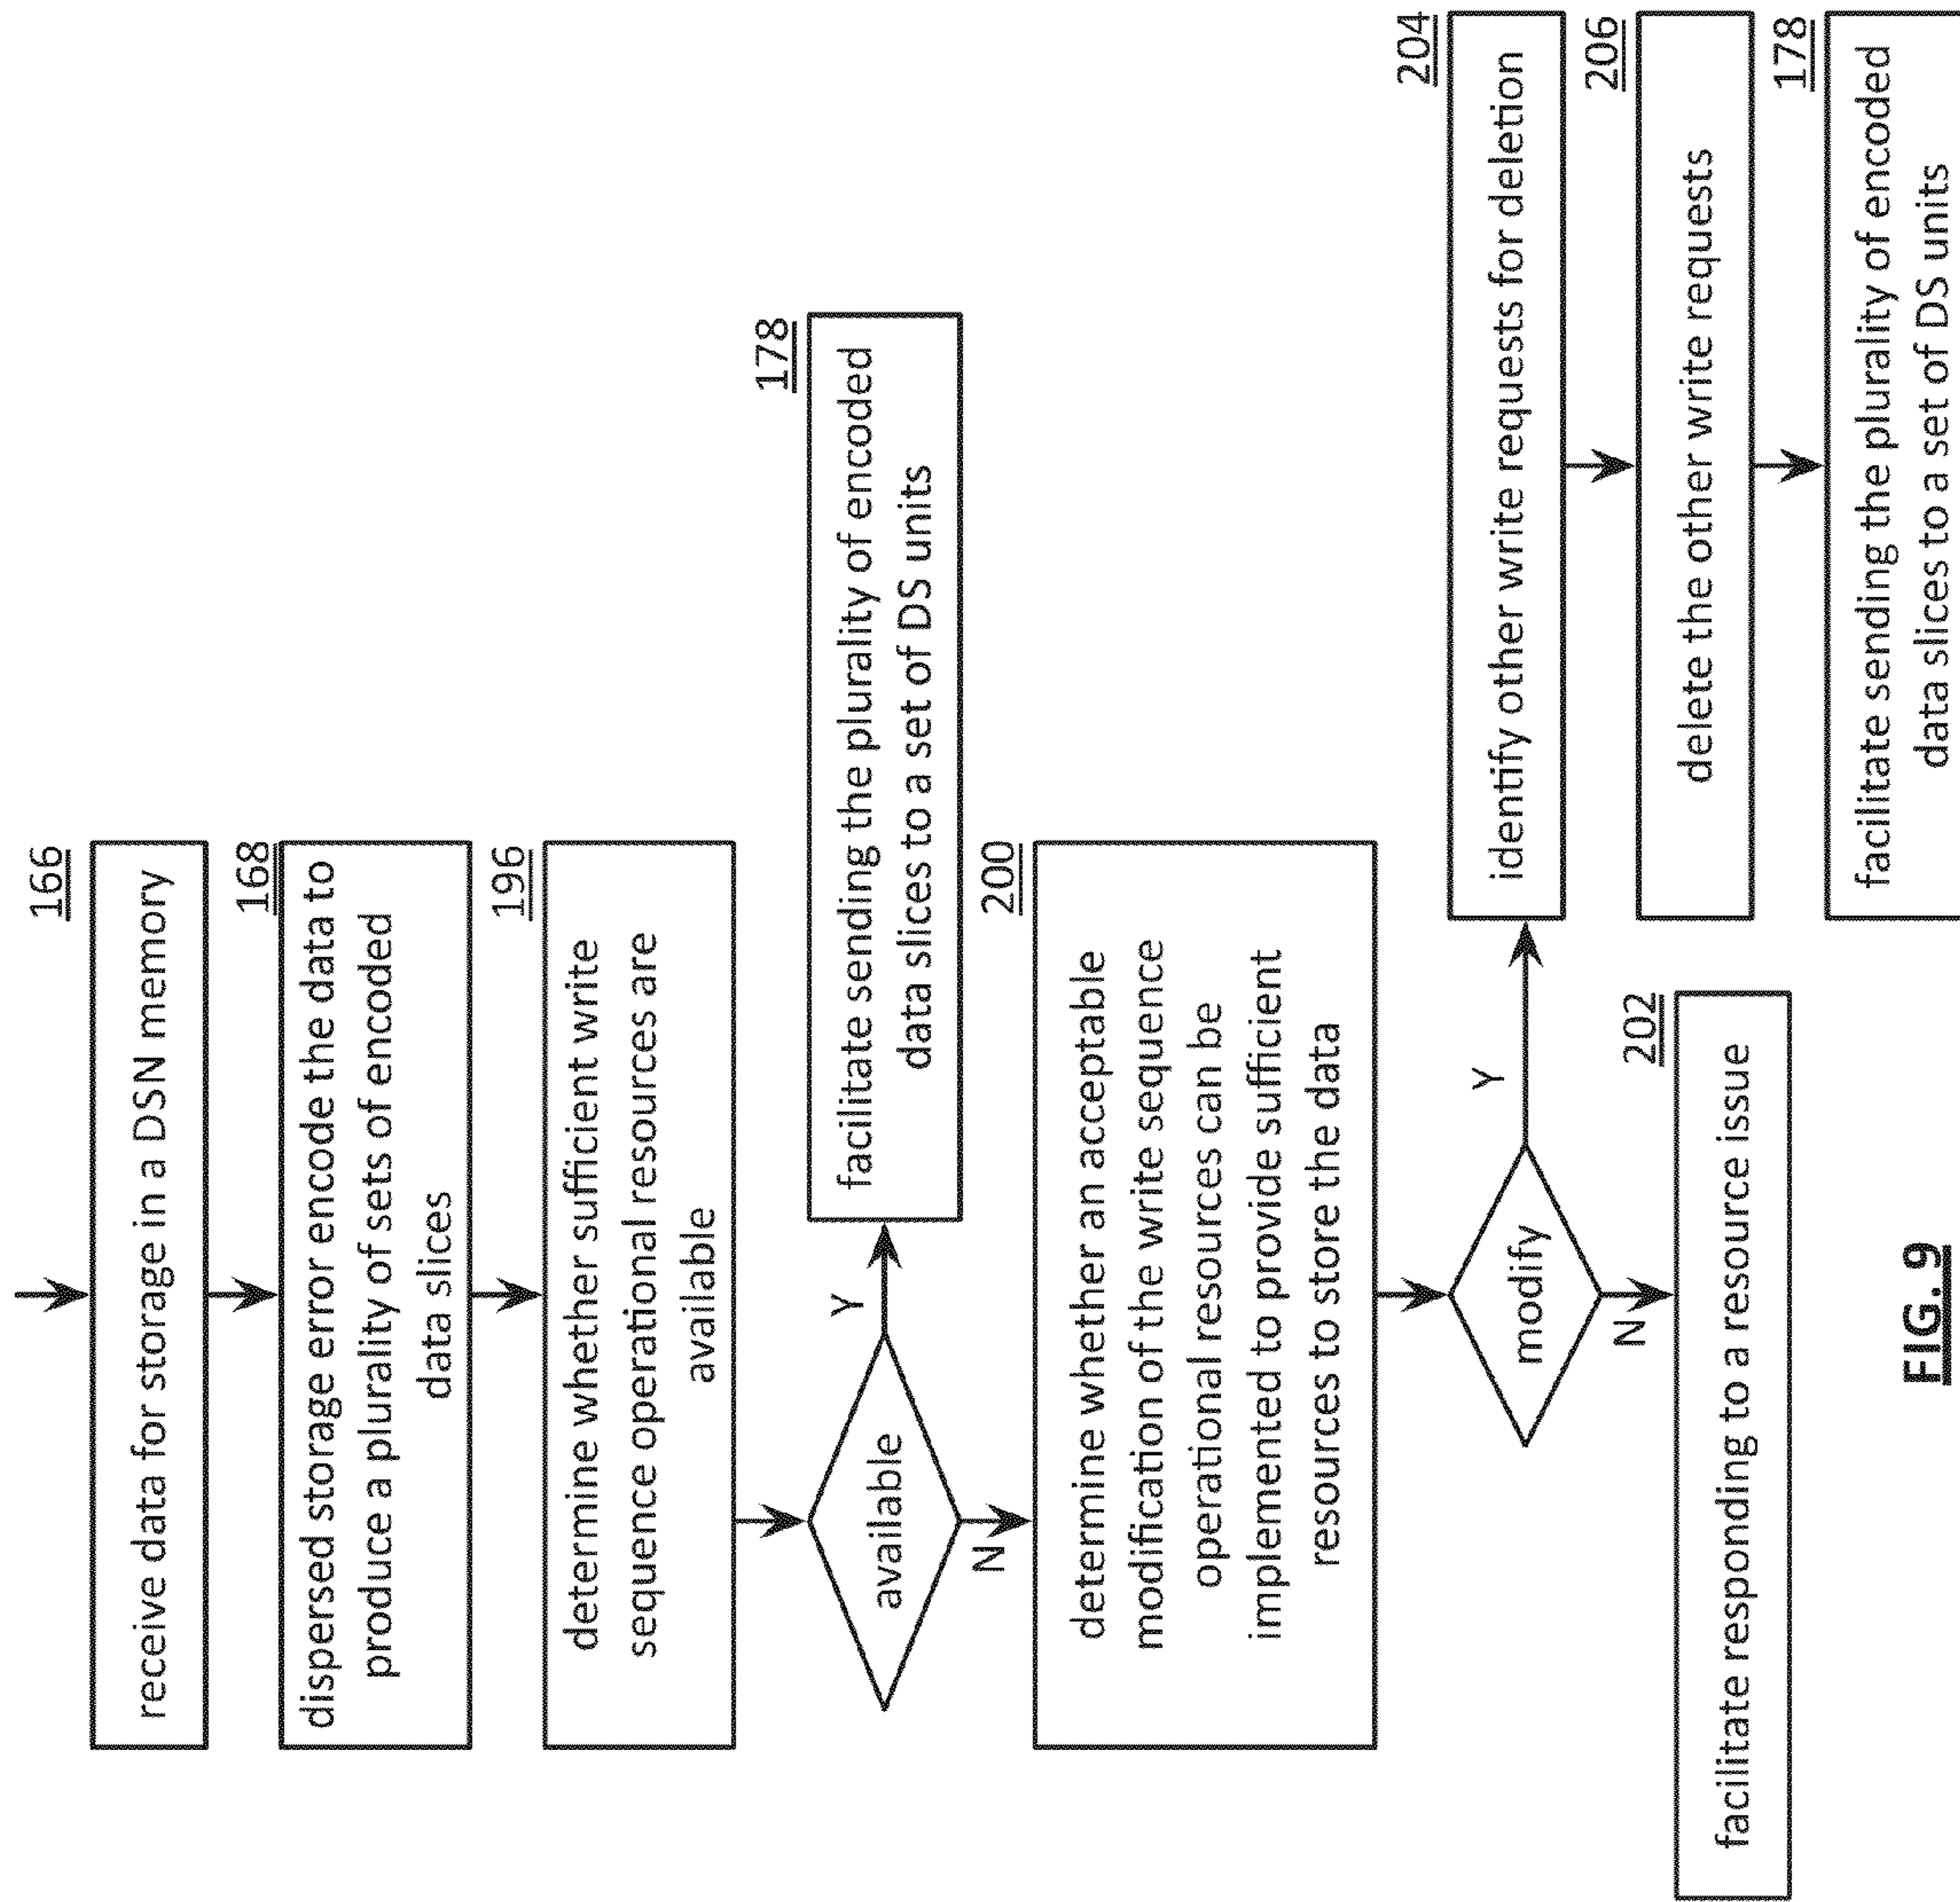 166
receive data for storage in a DSN memory
168
dispersed storage error encode the data to
produce a plurality of sets of encoded
data slices
196
determine whether sufficient write
sequence operational resources are
available
available
Y
178
facilitate sending the plurality of encoded
data slices to a set of DS units
N
200
determine whether an acceptable
modification of the write sequence
operational resources can be
implemented to provide sufficient
resources to store the data
modify
Y
204
identify other write requests for deletion
206
delete the other write requests
178
facilitate sending the plurality of encoded
data slices to a set of DS units
N
202
facilitate responding to a resource issue
FIG. 9